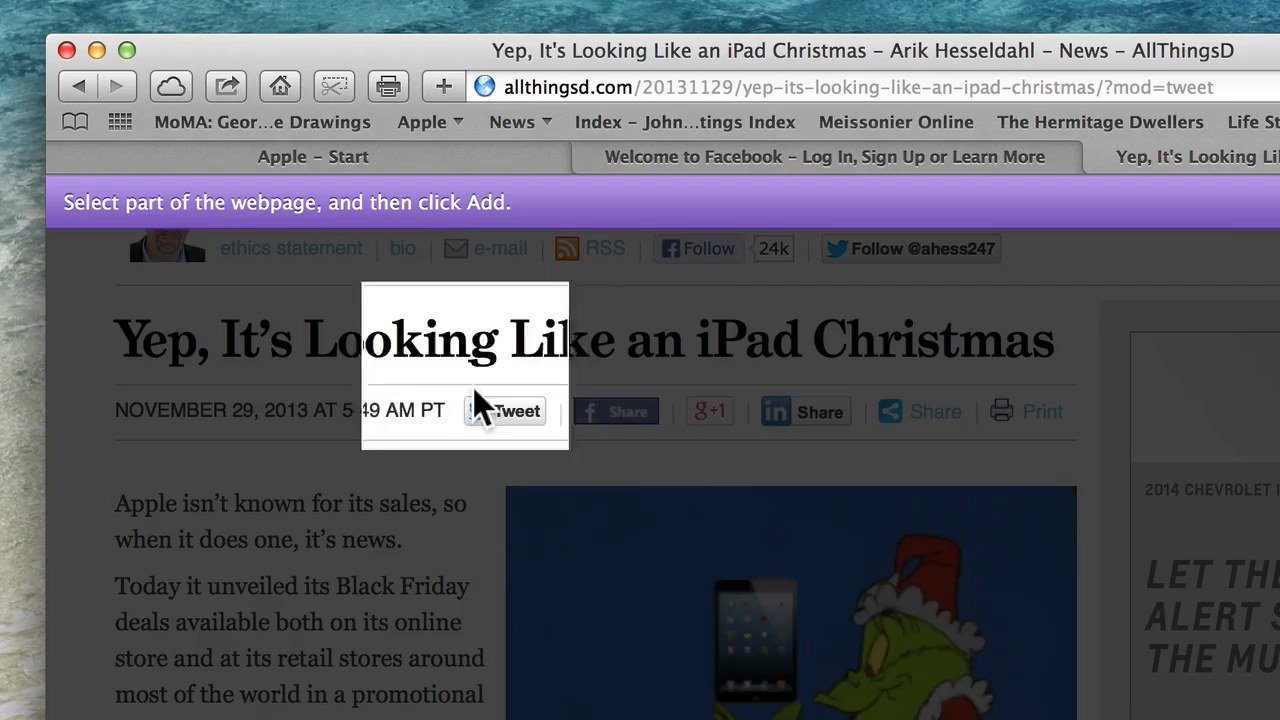 Yep, It's Looking Like an iPad Christmas – Arik Hesseldahl – News – AllThingsD
allthingsd.com/20131129/yep-its-looking-like-an-ipad-christmas/?mod=tweet
MoMA: Geor...e Drawings Apple News Index – John...tings Index Meissonier Online The Hermitage Dwellers Life St
Apple – Start Welcome to Facebook – Log In, Sign Up or Learn More Yep, It's Looking Li
Select part of the webpage, and then click Add.
ethics statement | bio | e-mail | RSS | Follow 24k | Follow @ahess247
Yep, It’s Looking Like an iPad Christmas
NOVEMBER 29, 2013 AT 5:49 AM PT Tweet | Share | g+1 | in Share | Share | Print
Apple isn’t known for its sales, so
when it does one, it’s news.
Today it unveiled its Black Friday
deals available both on its online
store and at its retail stores around
most of the world in a promotional
2014 CHEVROLET
LET THE
ALERT S
THE MU